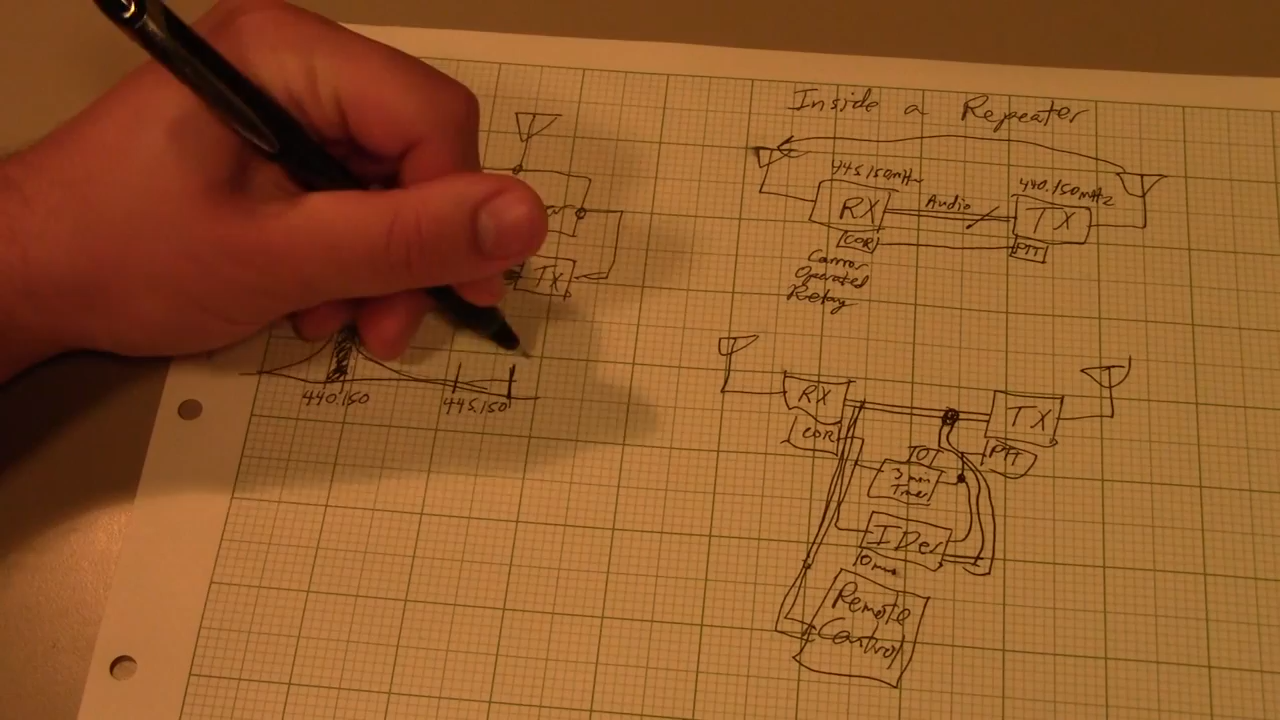 Inside a Repeater
445.150MHz
440.150MHz
RX
Audio
TX
COR
PTT
Carrier
Operated
Relay
TX
440.150
445.150
RX
TX
COR
TOT
PTT
3 min
Timer
IDer
10 min
Remote
Control